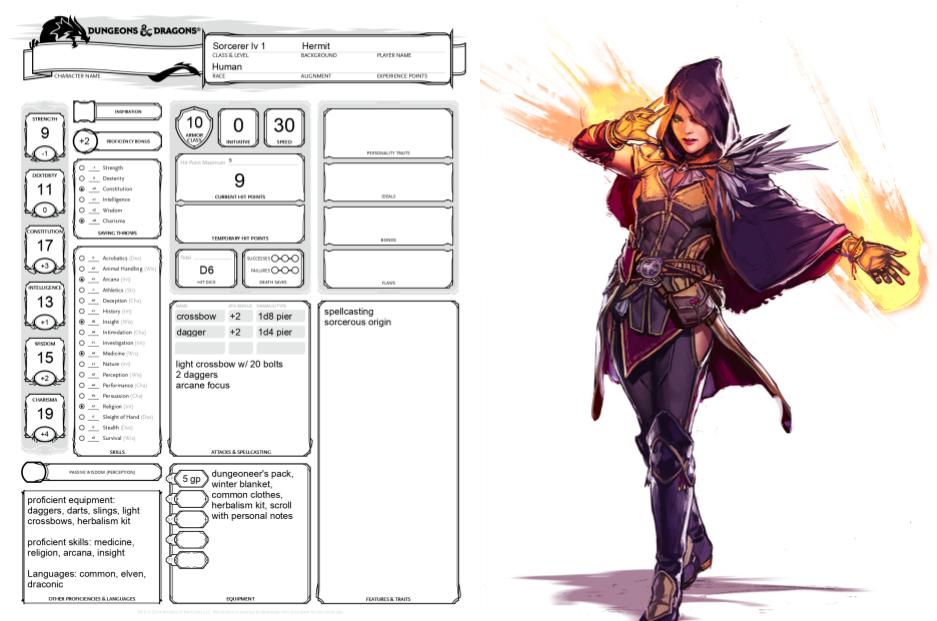 DUNGEONS & DRAGONS®
CHARACTER NAME
Sorcerer lv 1 Hermit
CLASS & LEVEL BACKGROUND PLAYER NAME
Human
RACE ALIGNMENT EXPERIENCE POINTS
STRENGTH
9
-1
DEXTERITY
11
0
CONSTITUTION
17
+3
INTELLIGENCE
13
+1
WISDOM
15
+2
CHARISMA
19
+4
INSPIRATION
+2 PROFICIENCY BONUS
Strength
Dexterity
Constitution
Intelligence
Wisdom
Charisma
SAVING THROWS
Acrobatics (Dex)
Animal Handling (Wis)
Arcana (Int)
Athletics (Str)
Deception (Cha)
History (Int)
Insight (Wis)
Intimidation (Cha)
Investigation (Int)
Medicine (Wis)
Nature (Int)
Perception (Wis)
Performance (Cha)
Persuasion (Cha)
Religion (Int)
Sleight of Hand (Dex)
Stealth (Dex)
Survival (Wis)
SKILLS
PASSIVE WISDOM (PERCEPTION)
proficient equipment:
daggers, darts, slings, light
crossbows, herbalism kit
proficient skills: medicine,
religion, arcana, insight
Languages: common, elven,
draconic
OTHER PROFICIENCIES & LANGUAGES
10
ARMOR
CLASS
0
INITIATIVE
30
SPEED
Hit Point Maximum 9
9
CURRENT HIT POINTS
TEMPORARY HIT POINTS
Total
D6
HIT DICE
SUCCESSES
FAILURES
DEATH SAVES
NAME ATK BONUS DAMAGE/TYPE
crossbow +2 1d8 pier
dagger +2 1d4 pier
light crossbow w/ 20 bolts
2 daggers
arcane focus
ATTACKS & SPELLCASTING
5 gp
dungeoneer's pack,
winter blanket,
common clothes,
herbalism kit, scroll
with personal notes
EQUIPMENT
PERSONALITY TRAITS
IDEALS
BONDS
FLAWS
spellcasting
sorcerous origin
FEATURES & TRAITS